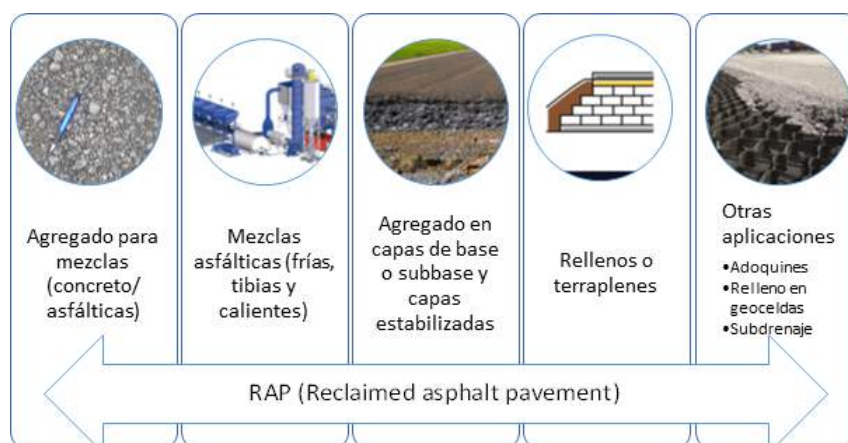 Agregado para
mezclas
(concreto/
asfálticas)
Mezclas
asfálticas (frías,
tibias y
calientes)
Agregado en
capas de base
o subbase y
capas
estabilizadas
Rellenos o
terraplenes
Otras
aplicaciones
•Adoquines
•Relleno en
geoceldas
•Subdrenaje
RAP (Reclaimed asphalt pavement)